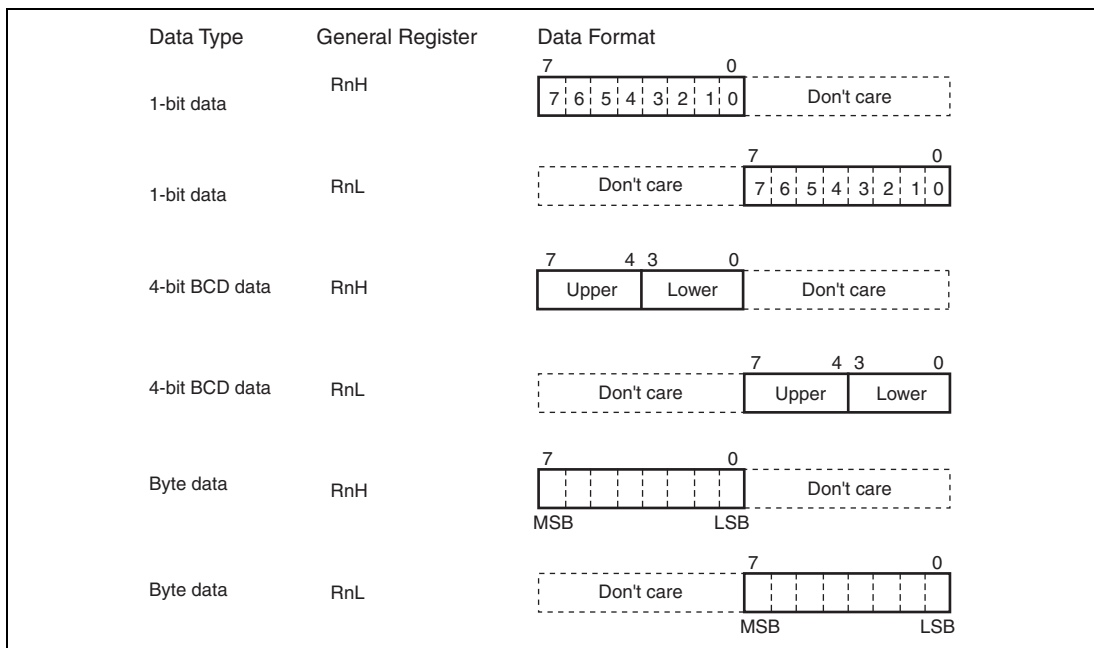 Data Type General Register Data Format
7 0
1-bit data RnH 7 6 5 4 3 2 1 0 Don't care
7 0
1-bit data RnL Don't care 7 6 5 4 3 2 1 0
7 4 3 0
4-bit BCD data RnH Upper Lower Don't care
7 4 3 0
4-bit BCD data RnL Don't care Upper Lower
7 0
Byte data RnH Don't care
MSB LSB
7 0
Byte data RnL Don't care
MSB LSB